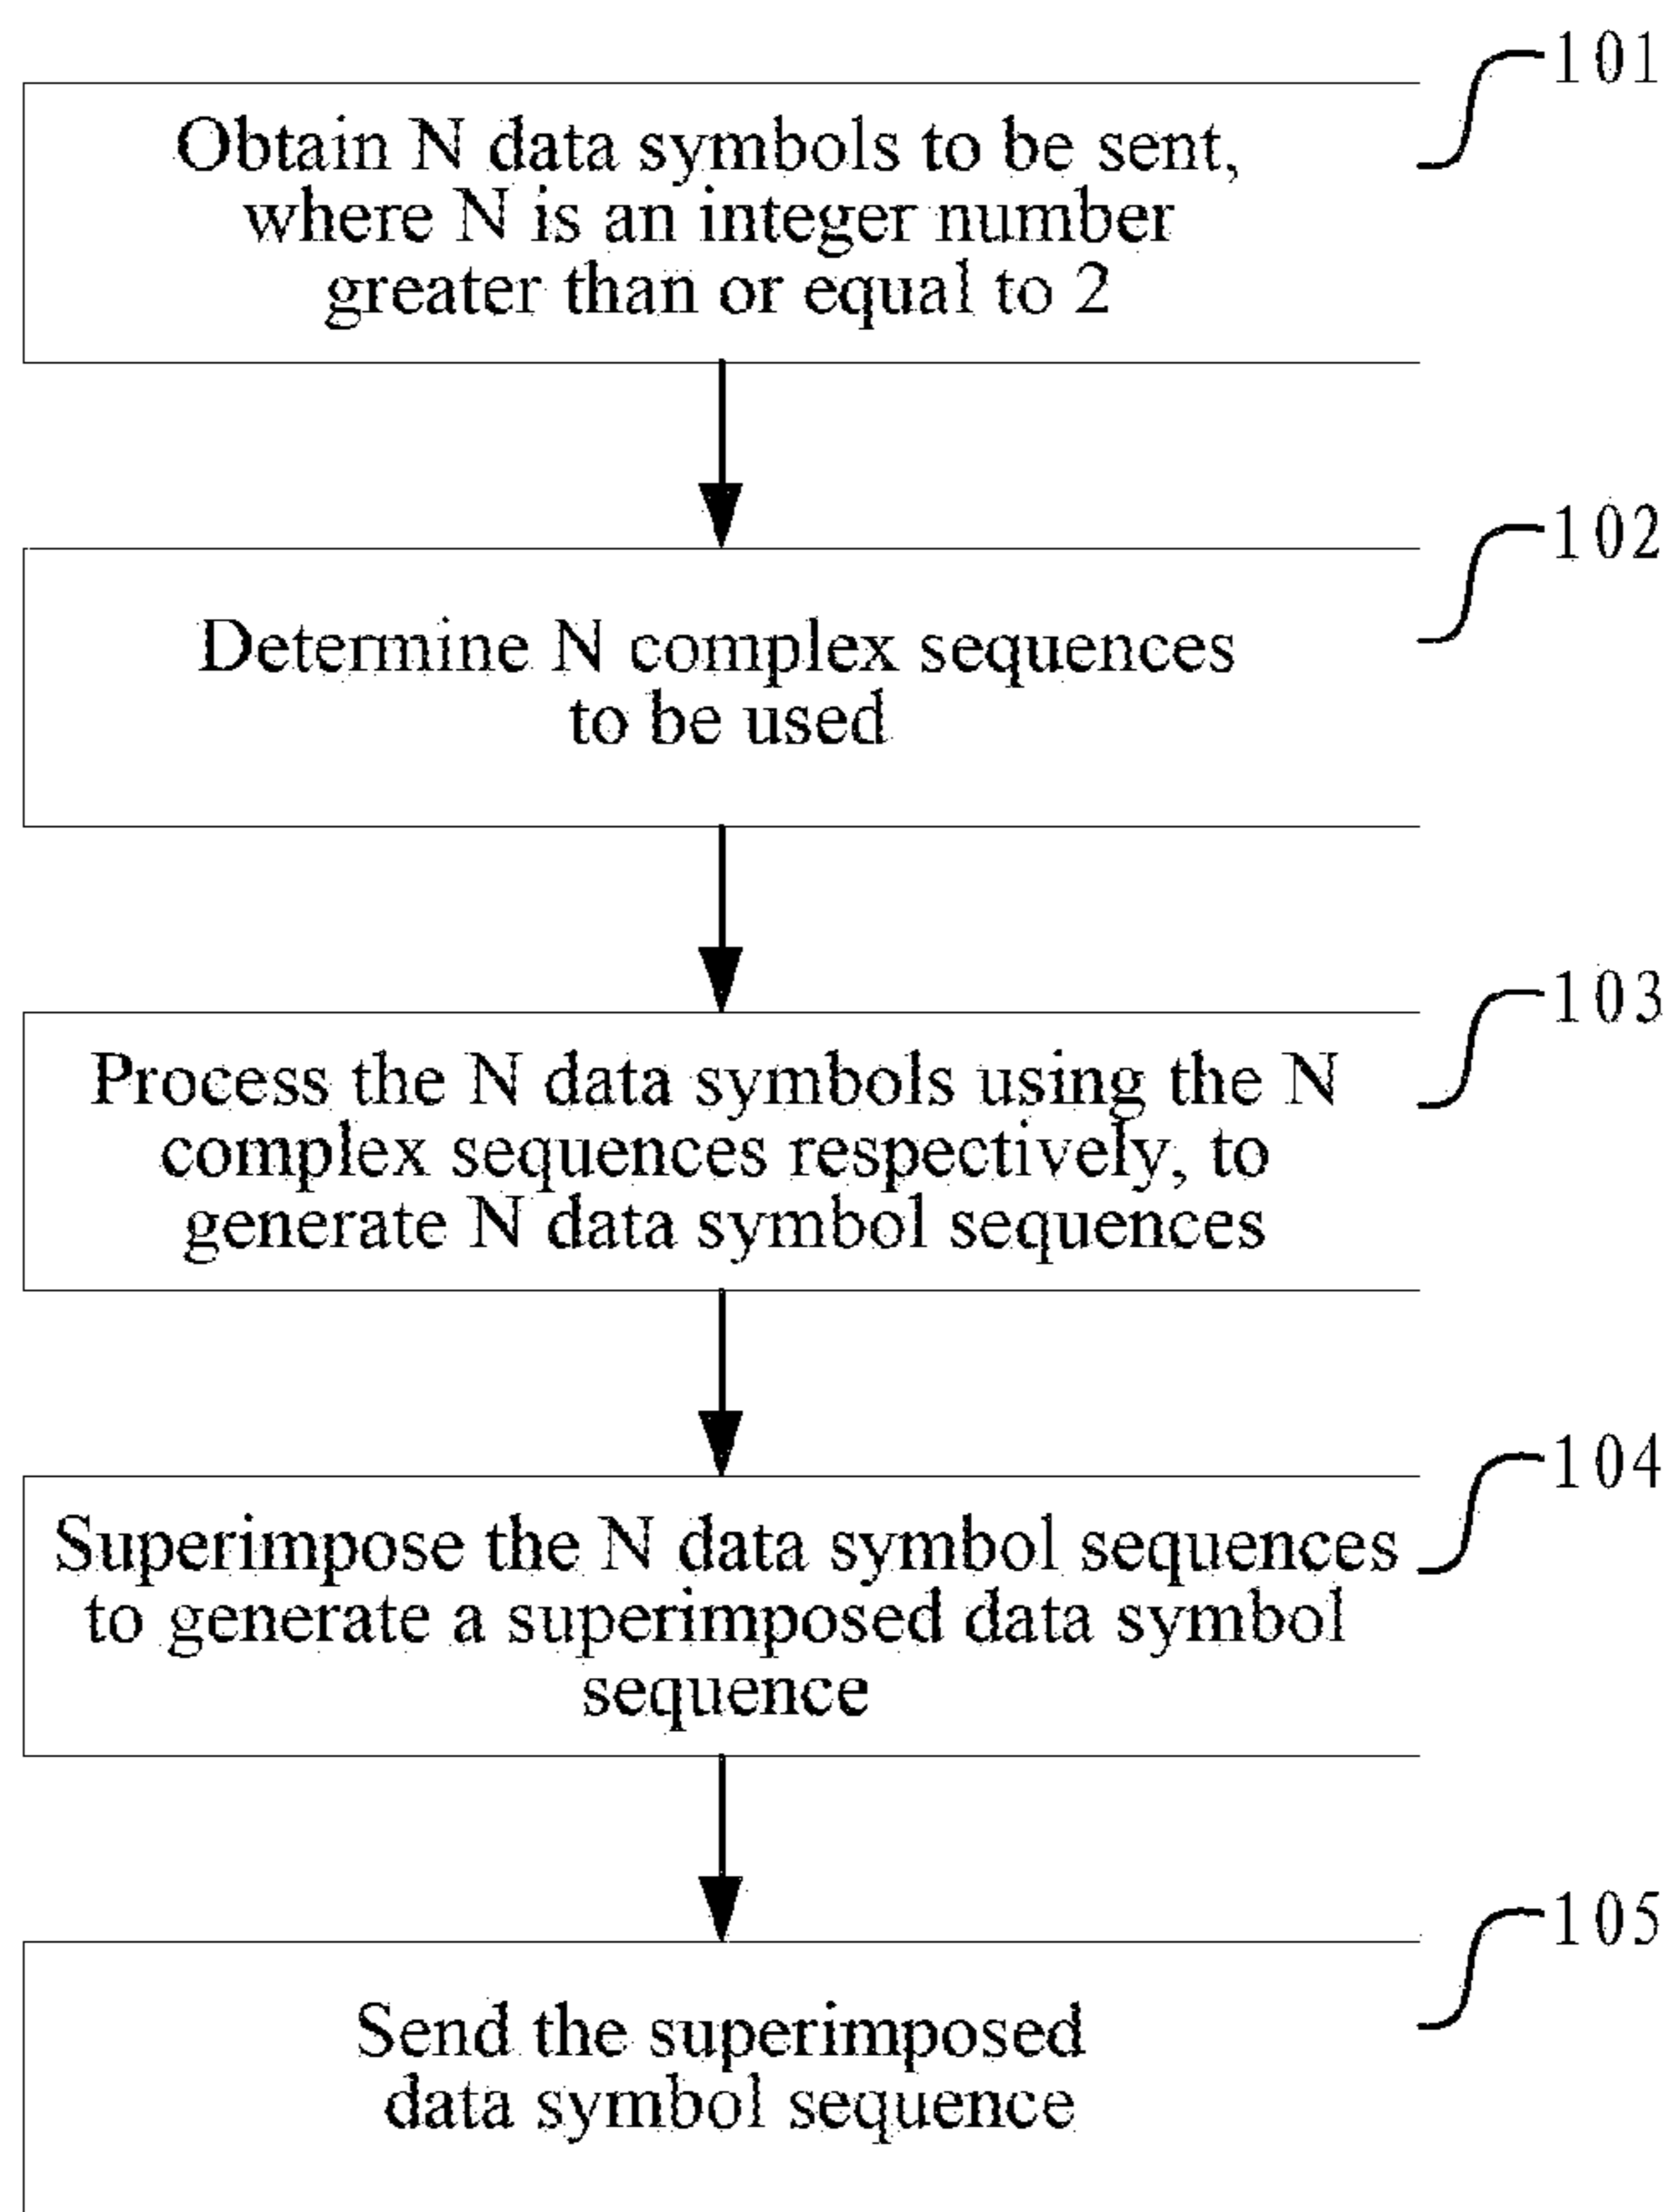 101
Obtain N data symbols to be sent,
where N is an integer number
greater than or equal to 2
102
Determine N complex sequences
to be used
103
Process the N data symbols using the N
complex sequences respectively, to
generate N data symbol sequences
104
Superimpose the N data symbol sequences
to generate a superimposed data symbol
sequence
105
Send the superimposed
data symbol sequence